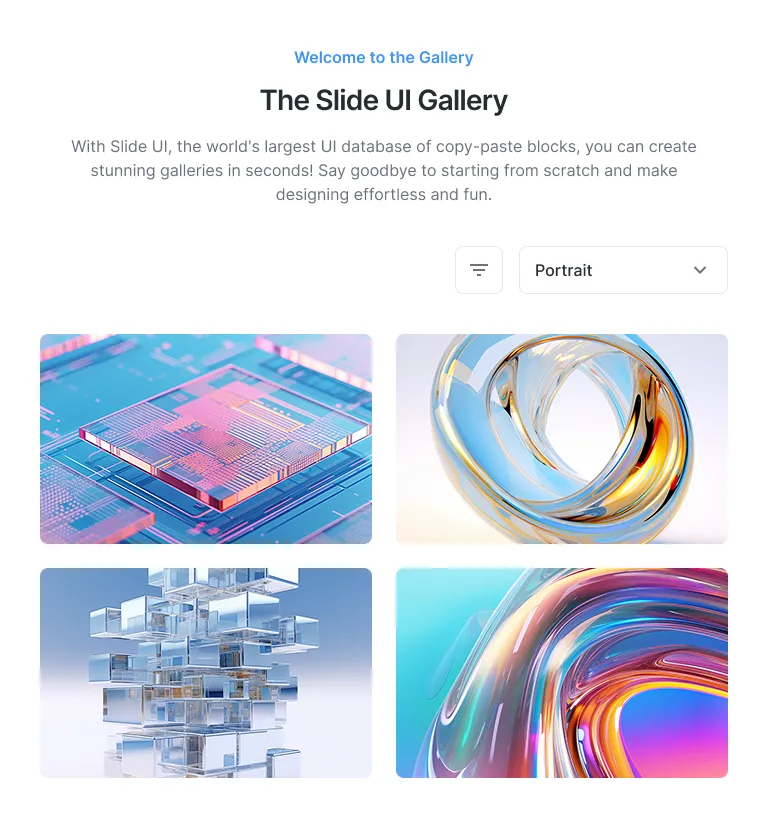 Welcome to the Gallery
The Slide UI Gallery
With Slide UI, the world's largest UI database of copy-paste blocks, you can create
stunning galleries in seconds! Say goodbye to starting from scratch and make
designing effortless and fun.
Portrait